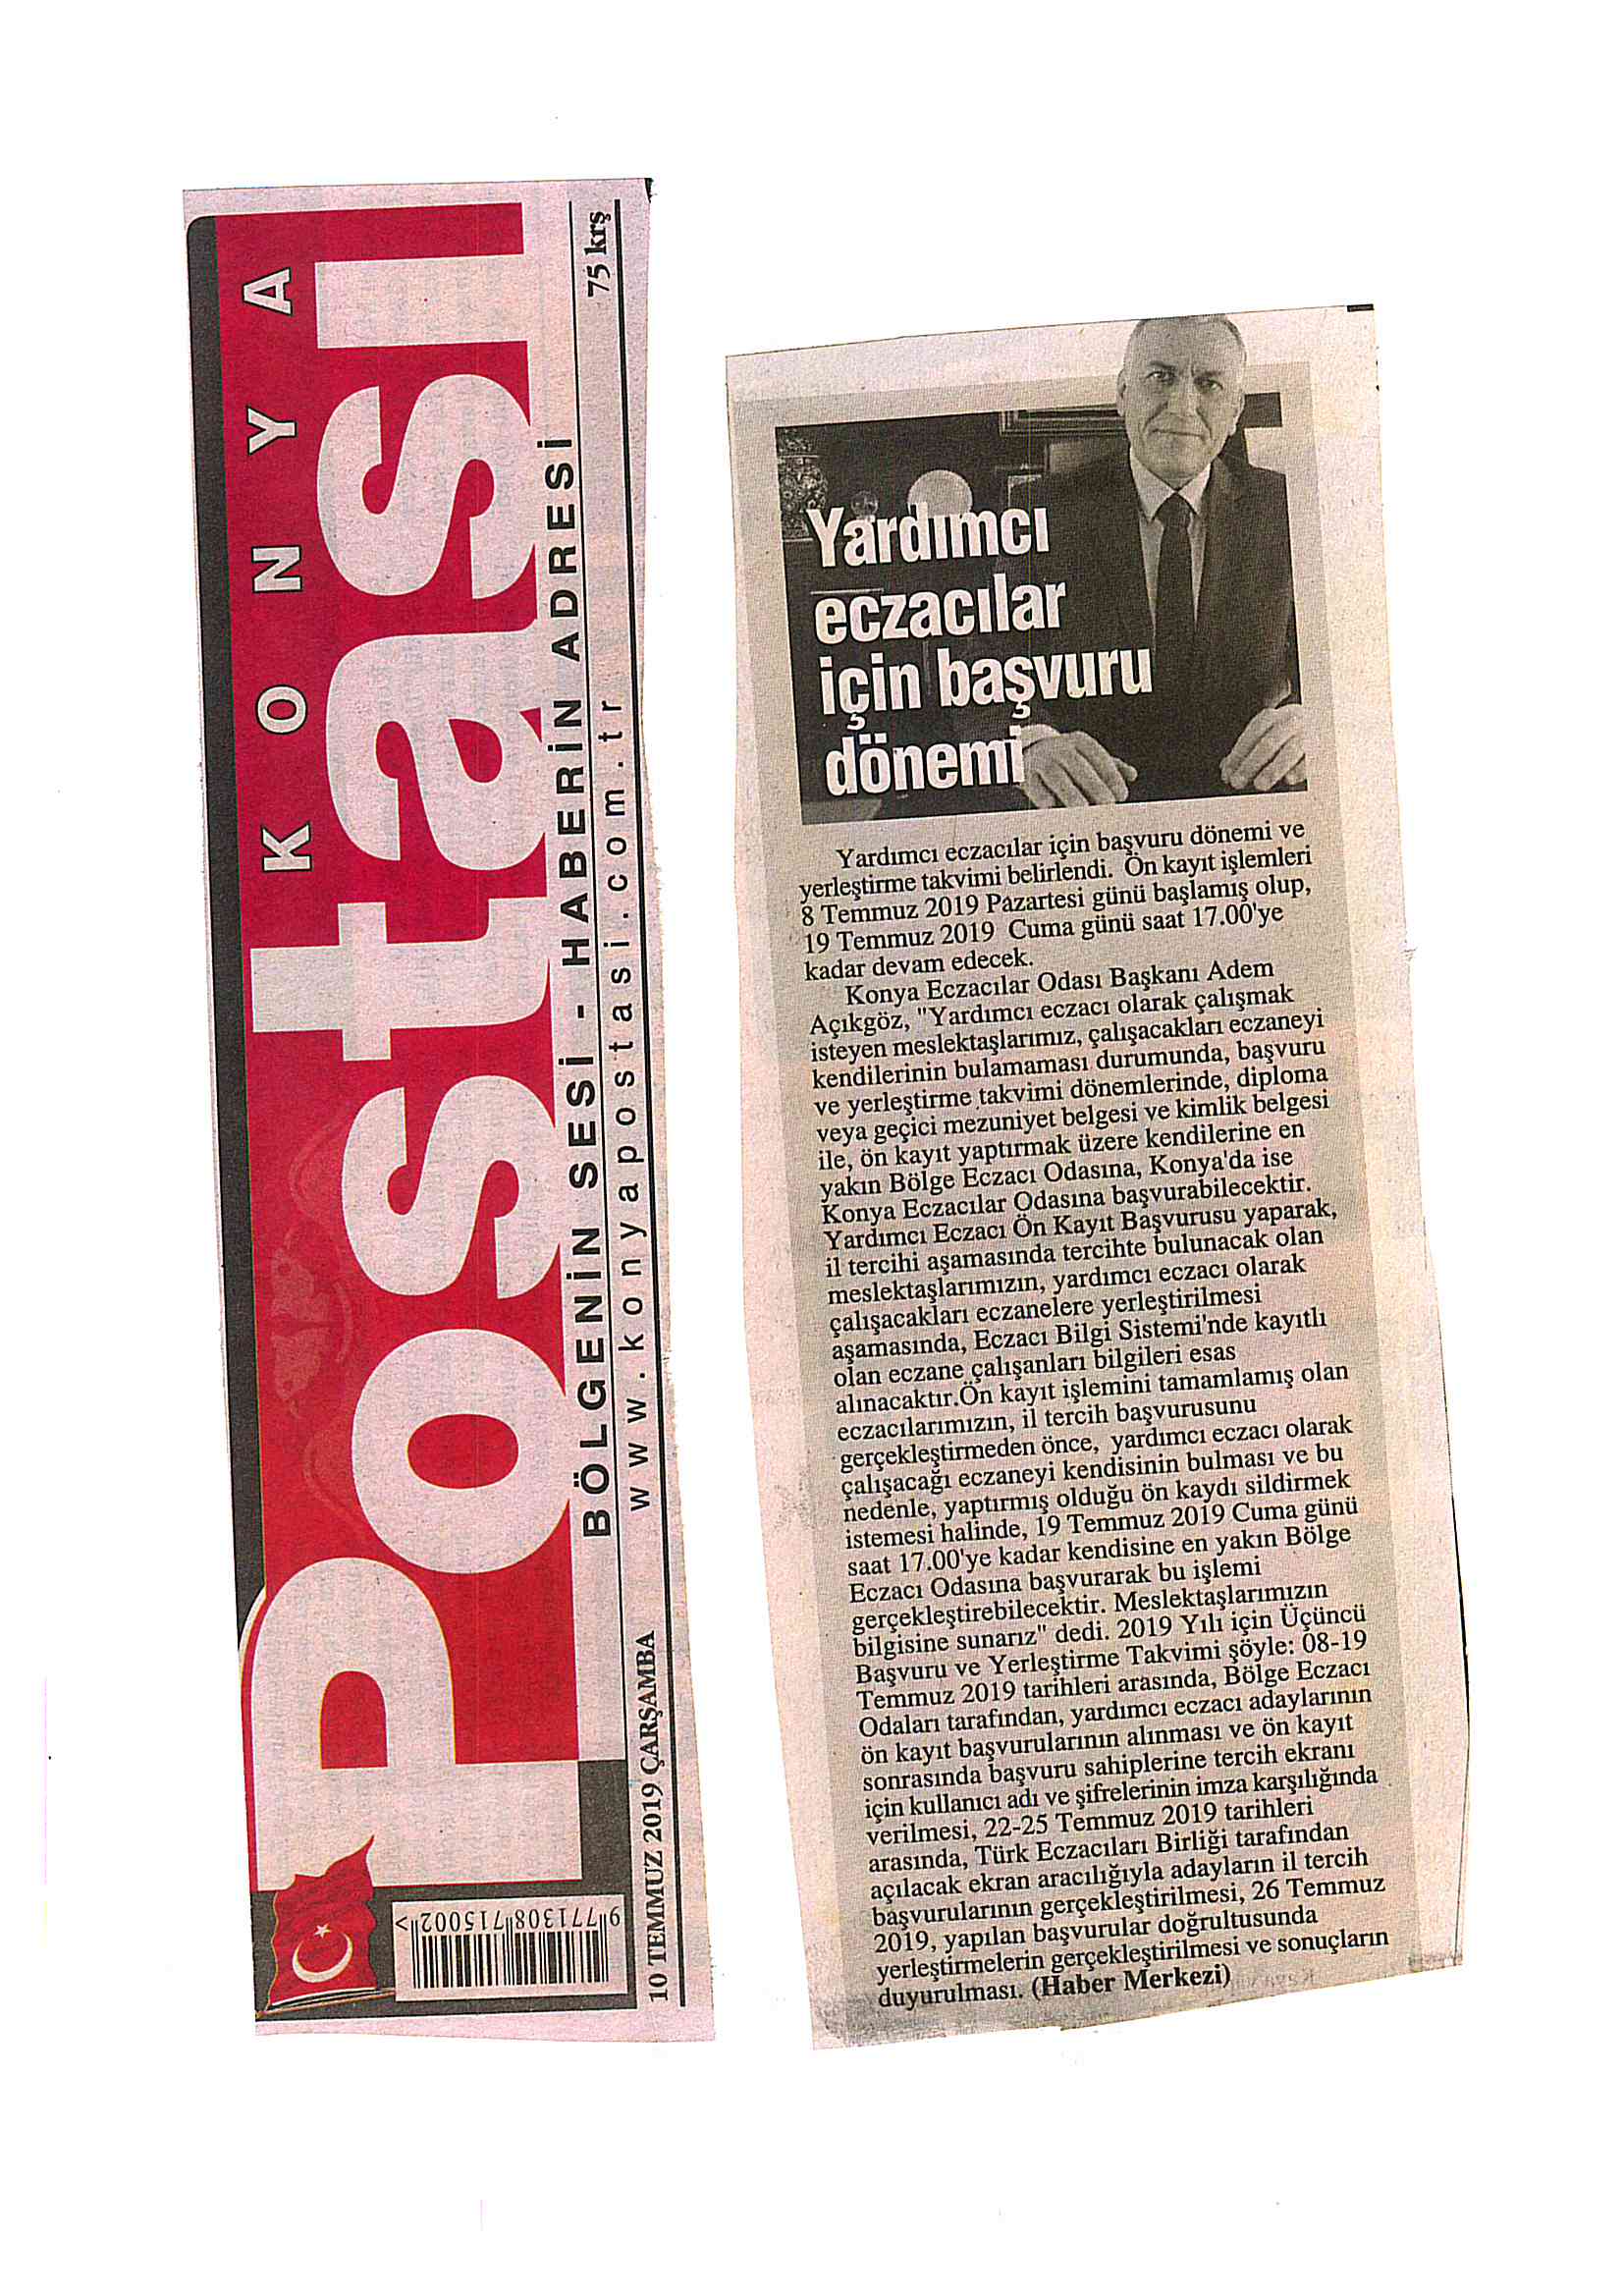 KONYA
Postası
BÖLGENİN SESİ - HABERİN ADRESİ
75 krş
www.konyapostasi.com.tr
10 TEMMUZ 2019 ÇARŞAMBA
9 771308 715002 >
Yardımcı
eczacılar
için başvuru
dönemi
Yardımcı eczacılar için başvuru dönemi ve
yerleştirme takvimi belirlendi. Ön kayıt işlemleri
8 Temmuz 2019 Pazartesi günü başlamış olup,
19 Temmuz 2019 Cuma günü saat 17.00'ye
kadar devam edecek.
Konya Eczacılar Odası Başkanı Adem
Açıkgöz, "Yardımcı eczacı olarak çalışmak
isteyen meslektaşlarımız, çalışacakları eczaneyi
kendilerinin bulamaması durumunda, başvuru
ve yerleştirme takvimi dönemlerinde, diploma
veya geçici mezuniyet belgesi ve kimlik belgesi
ile, ön kayıt yaptırmak üzere kendilerine en
yakın Bölge Eczacı Odasına, Konya'da ise
Konya Eczacılar Odasına başvurabilecektir.
Yardımcı Eczacı Ön Kayıt Başvurusu yaparak,
il tercihi aşamasında tercihte bulunacak olan
meslektaşlarımızın, yardımcı eczacı olarak
çalışacakları eczanelere yerleştirilmesi
aşamasında, Eczacı Bilgi Sistemi'nde kayıtlı
olan eczane çalışanları bilgileri esas
alınacaktır.Ön kayıt işlemini tamamlamış olan
eczacılarımızın, il tercih başvurusunu
gerçekleştirmeden önce, yardımcı eczacı olarak
çalışacağı eczaneyi kendisinin bulması ve bu
nedenle, yaptırmış olduğu ön kaydı sildirmek
istemesi halinde, 19 Temmuz 2019 Cuma günü
saat 17.00'ye kadar kendisine en yakın Bölge
Eczacı Odasına başvurarak bu işlemi
gerçekleştirebilecektir. Meslektaşlarımızın
bilgisine sunarız" dedi. 2019 Yılı için Üçüncü
Başvuru ve Yerleştirme Takvimi şöyle: 08-19
Temmuz 2019 tarihleri arasında, Bölge Eczacı
Odaları tarafından, yardımcı eczacı adaylarının
ön kayıt başvurularının alınması ve ön kayıt
sonrasında başvuru sahiplerine tercih ekranı
için kullanıcı adı ve şifrelerinin imza karşılığında
verilmesi, 22-25 Temmuz 2019 tarihleri
arasında, Türk Eczacıları Birliği tarafından
açılacak ekran aracılığıyla adayların il tercih
başvurularının gerçekleştirilmesi, 26 Temmuz
2019, yapılan başvurular doğrultusunda
yerleştirmelerin gerçekleştirilmesi ve sonuçların
duyurulması. (Haber Merkezi)